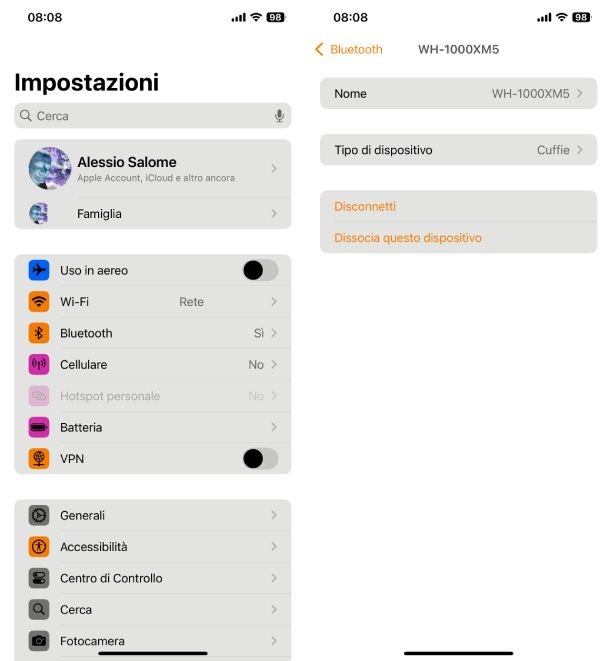 08:08
98
Impostazioni
Cerca
Alessio Salome
Apple Account, iCloud e altro ancora
Famiglia
Uso in aereo
Wi-Fi Rete
Bluetooth Sì
Cellulare No
Hotspot personale No
Batteria
VPN
Generali
Accessibilità
Centro di Controllo
Cerca
Fotocamera
08:08
98
Bluetooth WH-1000XM5
Nome WH-1000XM5
Tipo di dispositivo Cuffie
Disconnetti
Dissocia questo dispositivo